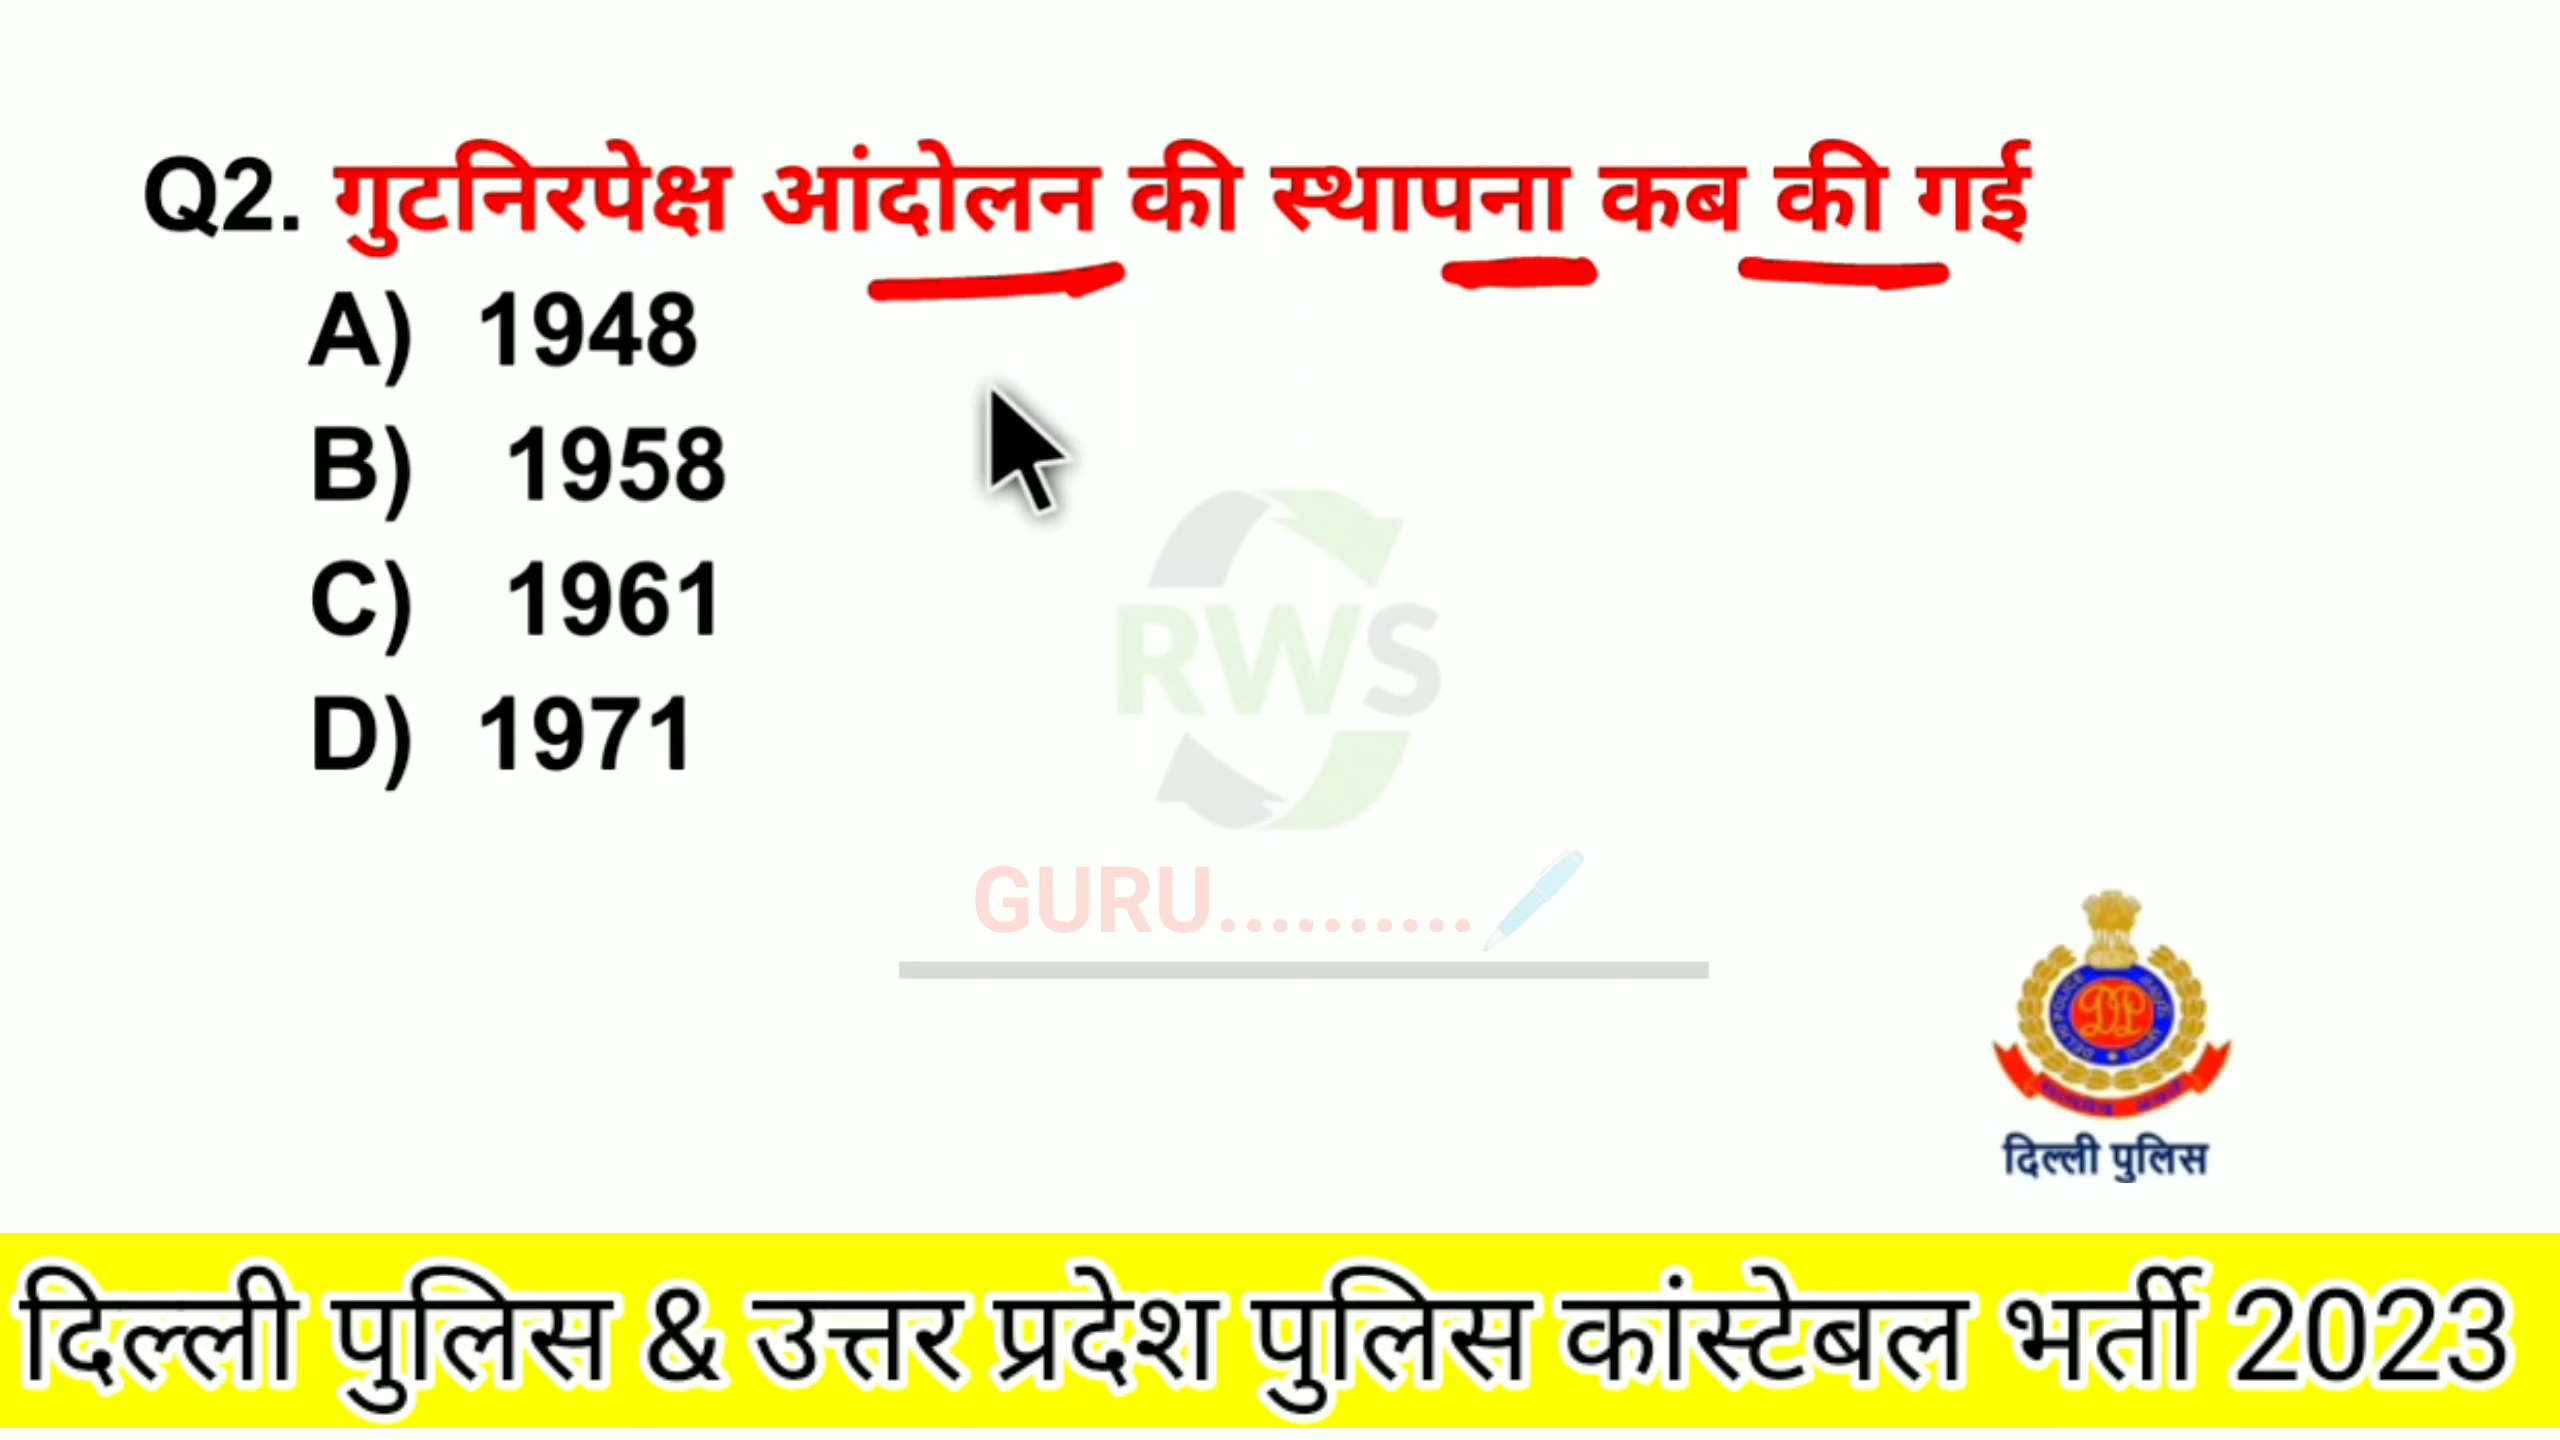 Q2. गुटनिरपेक्ष आंदोलन की स्थापना कब की गई
A) 1948
B) 1958
C) 1961
D) 1971
RWS
GURU..........
दिल्ली पुलिस
दिल्ली पुलिस & उत्तर प्रदेश पुलिस कांस्टेबल भर्ती 2023